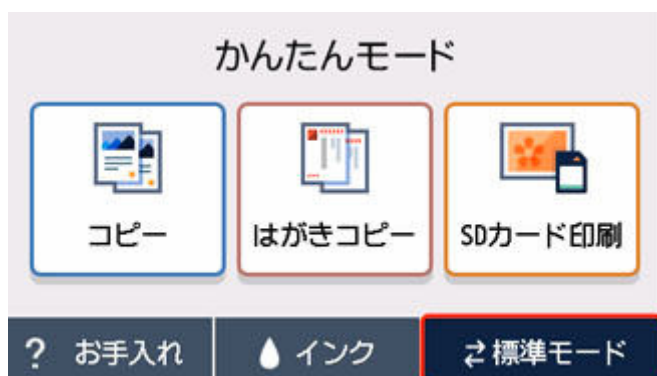 かんたんモード
コピー
はがきコピー
SDカード印刷
? お手入れ
インク
⇄標準モード